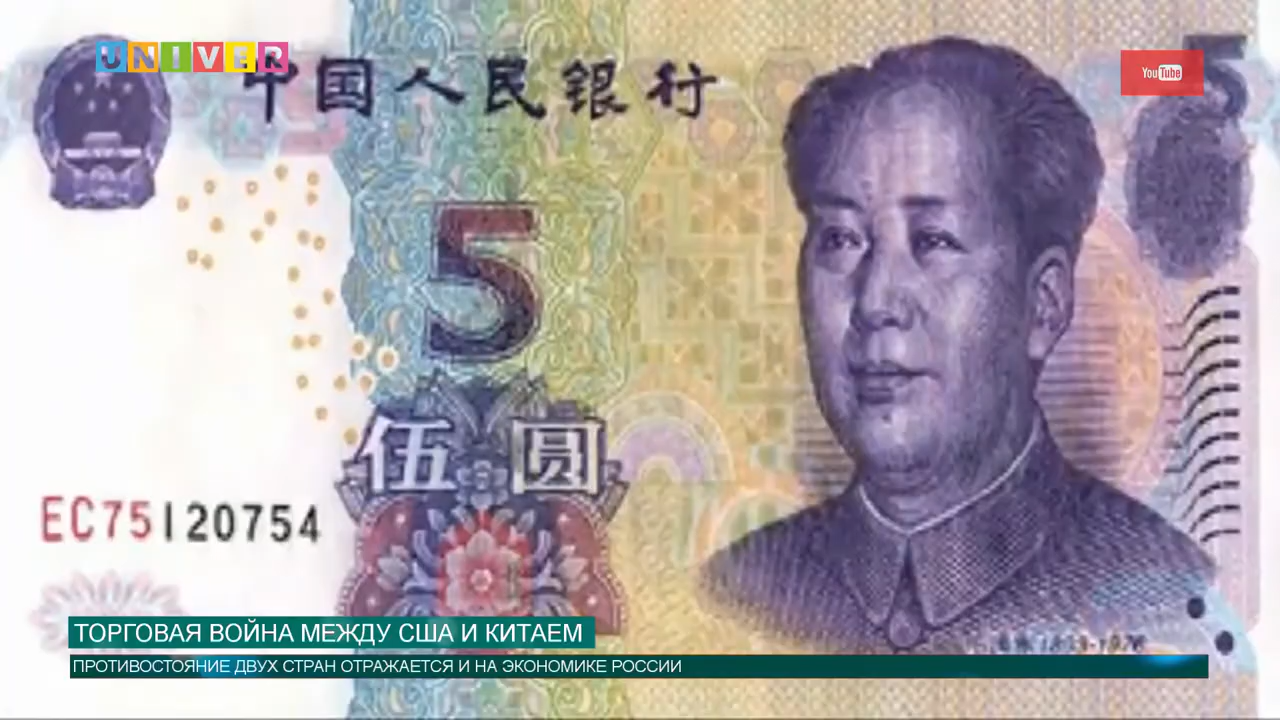 UNIVER
中国人民银行
YouTube
5
5
伍圆
EC75120754
ТОРГОВАЯ ВОЙНА МЕЖДУ США И КИТАЕМ
ПРОТИВОСТОЯНИЕ ДВУХ СТРАН ОТРАЖАЕТСЯ И НА ЭКОНОМИКЕ РОССИИ